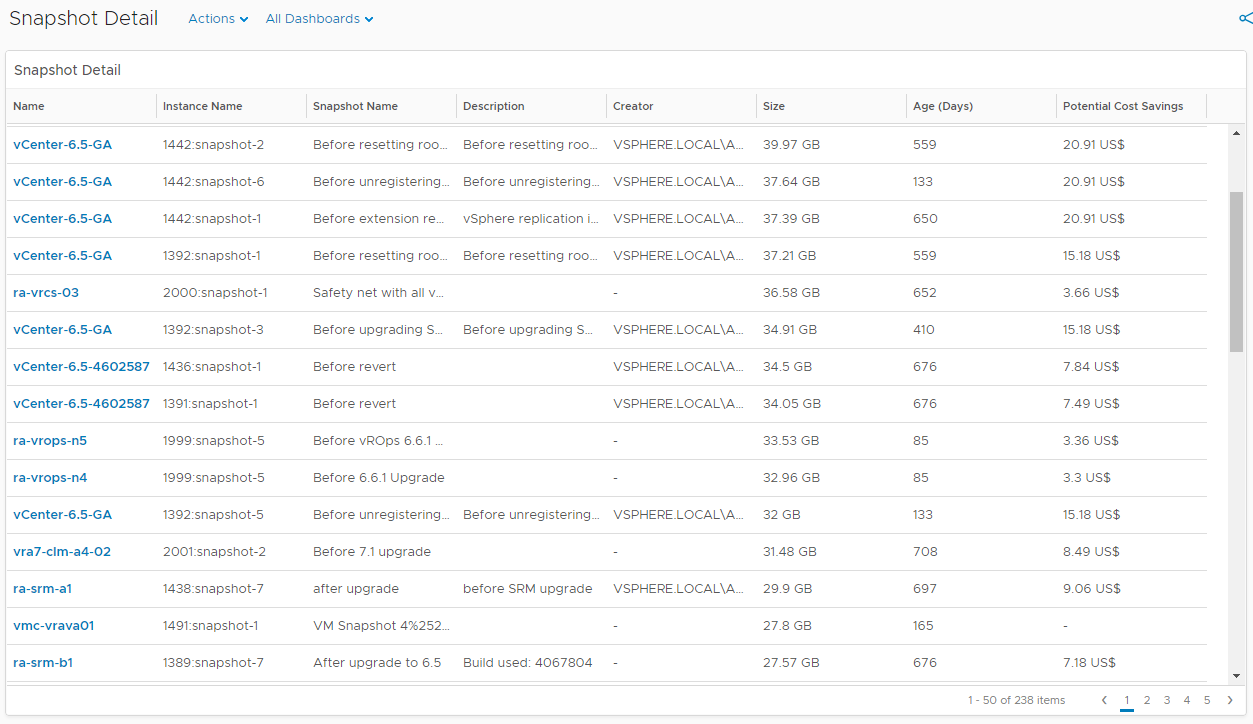 Snapshot Detail Actions All Dashboards
Snapshot Detail
Name Instance Name Snapshot Name Description Creator Size Age (Days) Potential Cost Savings
vCenter-6.5-GA 1442:snapshot-2 Before resetting roo... Before resetting roo... VSPHERE.LOCAL\A... 39.97 GB 559 20.91 US$
vCenter-6.5-GA 1442:snapshot-6 Before unregistering... Before unregistering... VSPHERE.LOCAL\A... 37.64 GB 133 20.91 US$
vCenter-6.5-GA 1442:snapshot-1 Before extension re... vSphere replication i... VSPHERE.LOCAL\A... 37.39 GB 650 20.91 US$
vCenter-6.5-GA 1392:snapshot-1 Before resetting roo... Before resetting roo... VSPHERE.LOCAL\A... 37.21 GB 559 15.18 US$
ra-vrcs-03 2000:snapshot-1 Safety net with all v... - 36.58 GB 652 3.66 US$
vCenter-6.5-GA 1392:snapshot-3 Before upgrading S... Before upgrading S... VSPHERE.LOCAL\A... 34.91 GB 410 15.18 US$
vCenter-6.5-4602587 1436:snapshot-1 Before revert VSPHERE.LOCAL\A... 34.5 GB 676 7.84 US$
vCenter-6.5-4602587 1391:snapshot-1 Before revert VSPHERE.LOCAL\A... 34.05 GB 676 7.49 US$
ra-vrops-n5 1999:snapshot-5 Before vROps 6.6.1 ... - 33.53 GB 85 3.36 US$
ra-vrops-n4 1999:snapshot-5 Before 6.6.1 Upgrade - 32.96 GB 85 3.3 US$
vCenter-6.5-GA 1392:snapshot-5 Before unregistering... Before unregistering... VSPHERE.LOCAL\A... 32 GB 133 15.18 US$
vra7-clm-a4-02 2001:snapshot-2 Before 7.1 upgrade - 31.48 GB 708 8.49 US$
ra-srm-a1 1438:snapshot-7 after upgrade before SRM upgrade VSPHERE.LOCAL\A... 29.9 GB 697 9.06 US$
vmc-vrava01 1491:snapshot-1 VM Snapshot 4%252... - 27.8 GB 165 -
ra-srm-b1 1389:snapshot-7 After upgrade to 6.5 Build used: 4067804 - 27.57 GB 676 7.18 US$
1 - 50 of 238 items 1 2 3 4 5